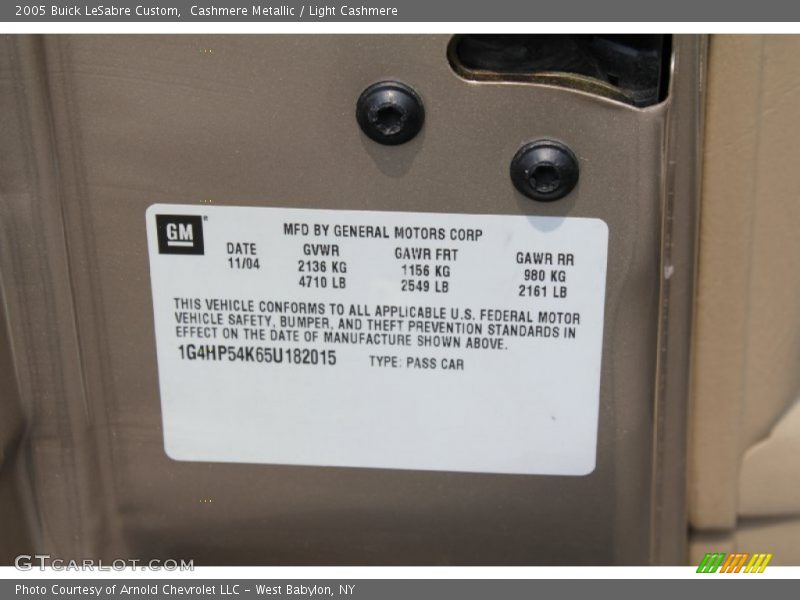 2005 Buick LeSabre Custom,  Cashmere Metallic / Light Cashmere
GM
MFD BY GENERAL MOTORS CORP
DATE GVWR GAWR FRT GAWR RR
11/04 2136 KG 1156 KG 980 KG
4710 LB 2549 LB 2161 LB
THIS VEHICLE CONFORMS TO ALL APPLICABLE U.S. FEDERAL MOTOR
VEHICLE SAFETY, BUMPER, AND THEFT PREVENTION STANDARDS IN
EFFECT ON THE DATE OF MANUFACTURE SHOWN ABOVE.
1G4HP54K65U182015 TYPE: PASS CAR
GTCARLOT.COM
Photo Courtesy of Arnold Chevrolet LLC - West Babylon, NY